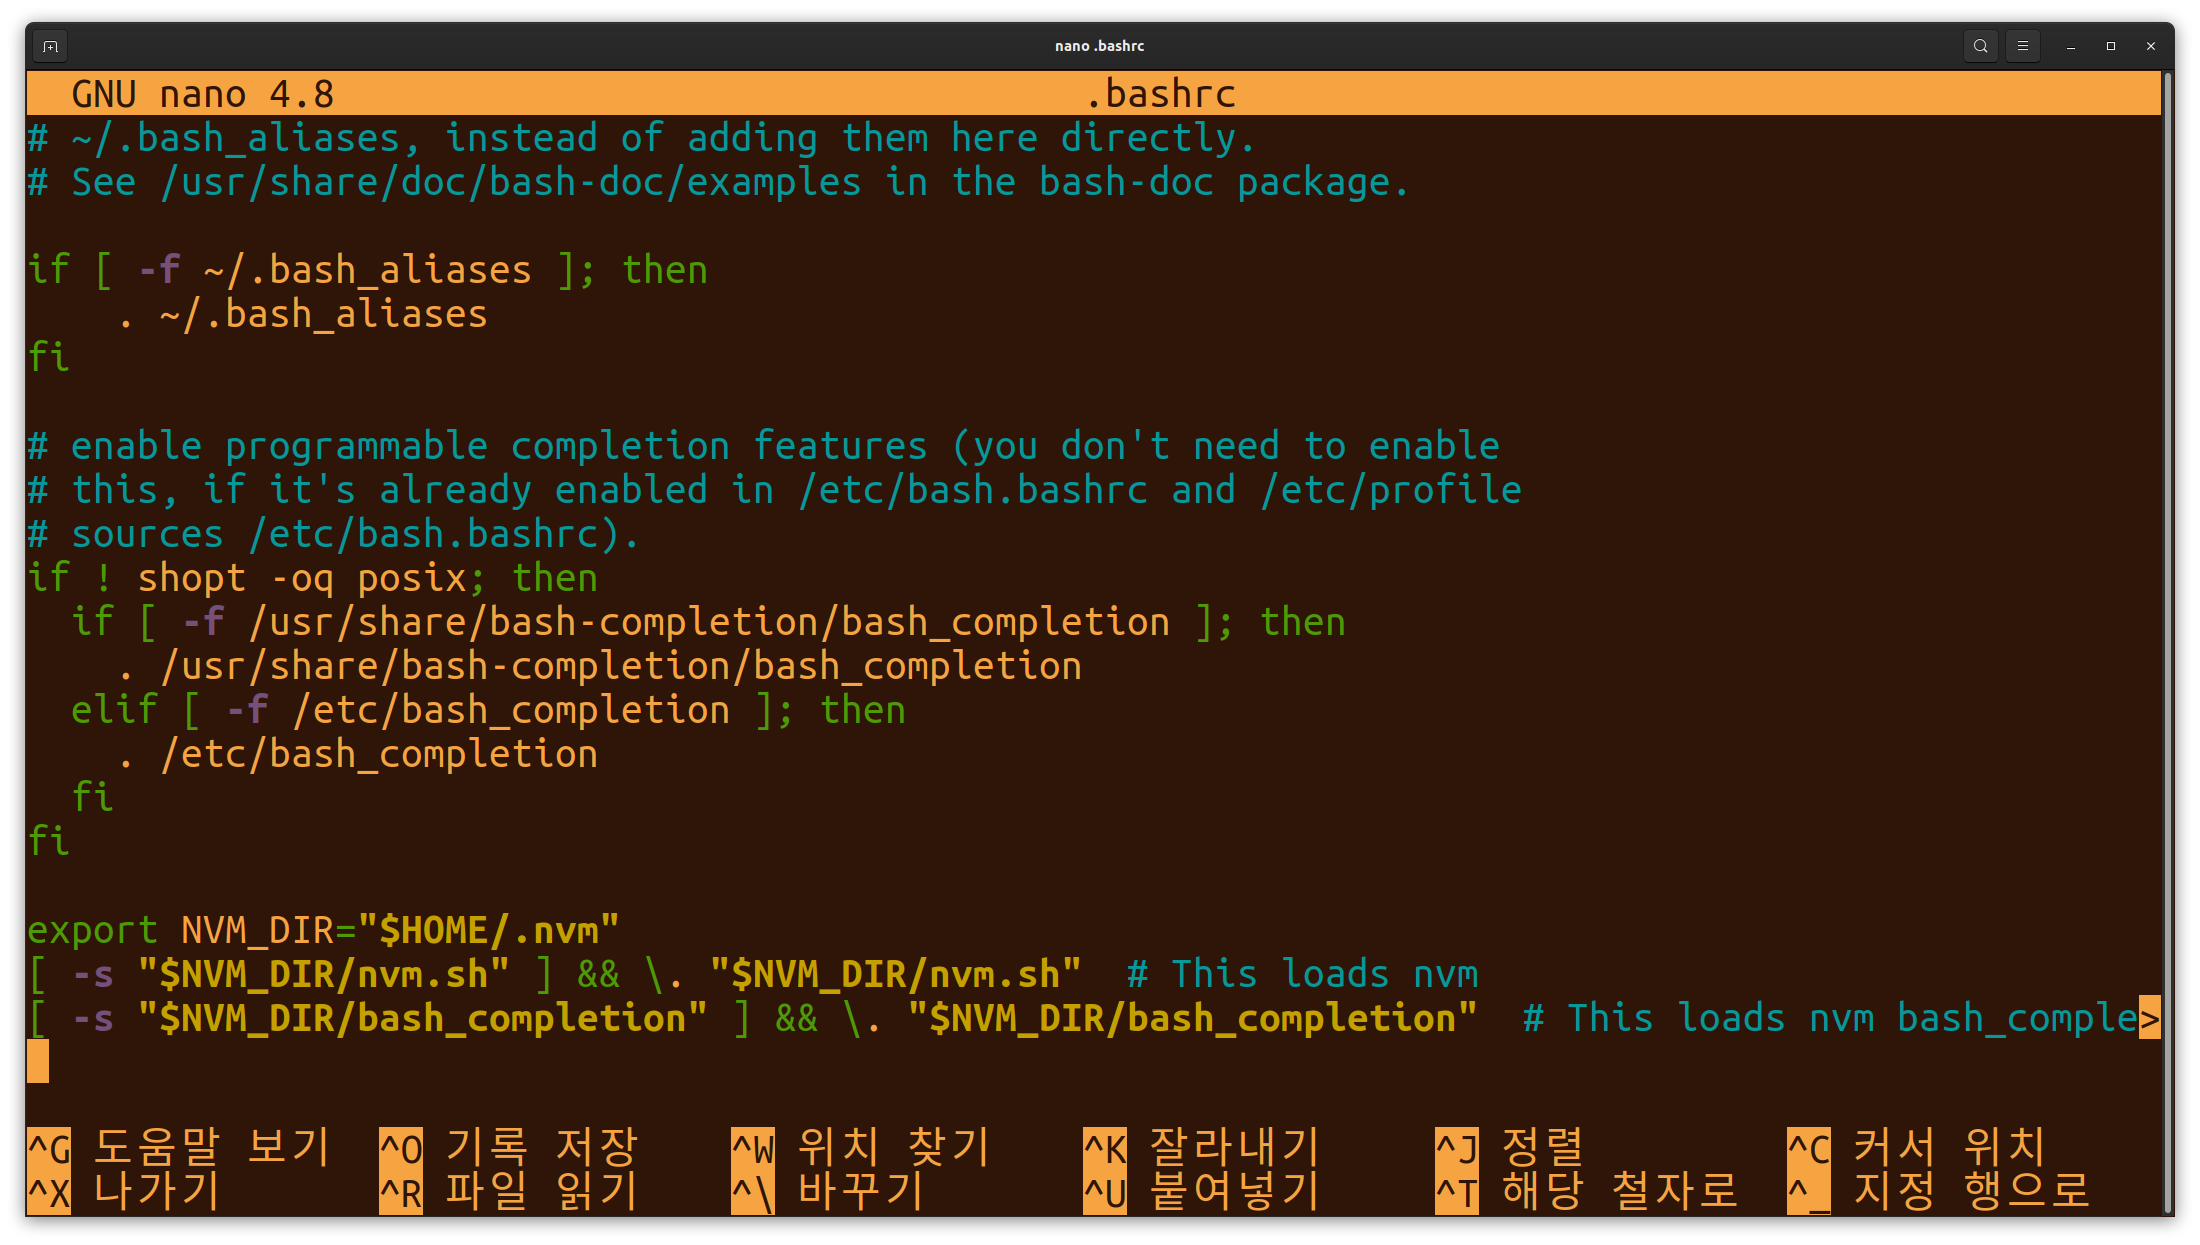 nano .bashrc
GNU nano 4.8 .bashrc
# ~/.bash_aliases, instead of adding them here directly.
# See /usr/share/doc/bash-doc/examples in the bash-doc package.

if [ -f ~/.bash_aliases ]; then
    . ~/.bash_aliases
fi

# enable programmable completion features (you don't need to enable
# this, if it's already enabled in /etc/bash.bashrc and /etc/profile
# sources /etc/bash.bashrc).
if ! shopt -oq posix; then
  if [ -f /usr/share/bash-completion/bash_completion ]; then
    . /usr/share/bash-completion/bash_completion
  elif [ -f /etc/bash_completion ]; then
    . /etc/bash_completion
  fi
fi

export NVM_DIR="$HOME/.nvm"
[ -s "$NVM_DIR/nvm.sh" ] && \. "$NVM_DIR/nvm.sh"  # This loads nvm
[ -s "$NVM_DIR/bash_completion" ] && \. "$NVM_DIR/bash_completion"  # This loads nvm bash_comple>

^G 도움말 보기 ^O 기록 저장 ^W 위치 찾기 ^K 잘라내기 ^J 정렬 ^C 커서 위치
^X 나가기 ^R 파일 읽기 ^\ 바꾸기 ^U 붙여넣기 ^T 해당 철자로 ^_ 지정 행으로